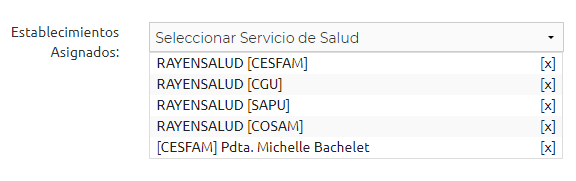 Establecimientos
Asignados:
Seleccionar Servicio de Salud
RAYENSALUD [CESFAM] [x]
RAYENSALUD [CGU] [x]
RAYENSALUD [SAPU] [x]
RAYENSALUD [COSAM] [x]
[CESFAM] Pdta. Michelle Bachelet [x]